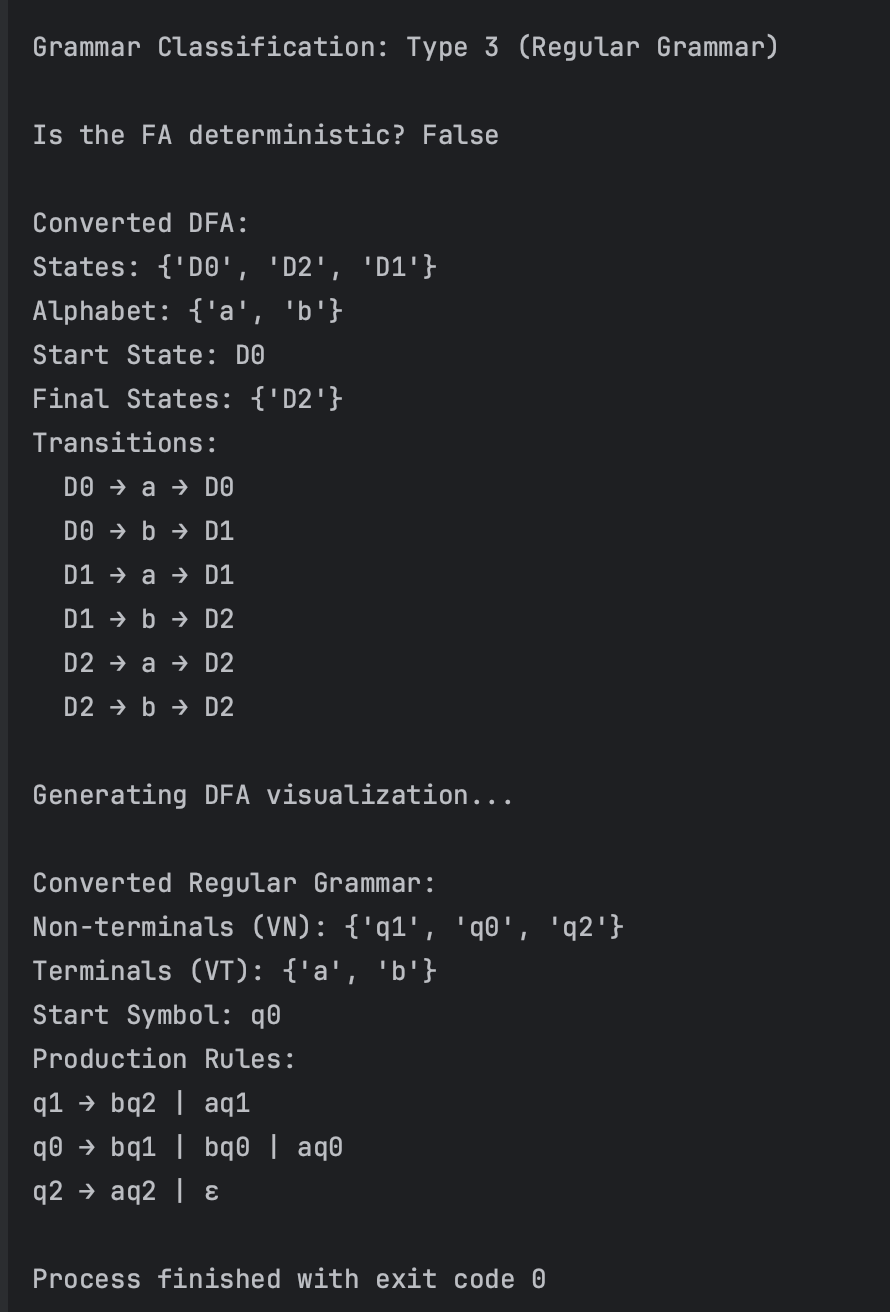 Grammar Classification: Type 3 (Regular Grammar)
Is the FA deterministic? False
Converted DFA:
States: {'D0', 'D2', 'D1'}
Alphabet: {'a', 'b'}
Start State: D0
Final States: {'D2'}
Transitions:
  D0 → a → D0
  D0 → b → D1
  D1 → a → D1
  D1 → b → D2
  D2 → a → D2
  D2 → b → D2
Generating DFA visualization...
Converted Regular Grammar:
Non-terminals (VN): {'q1', 'q0', 'q2'}
Terminals (VT): {'a', 'b'}
Start Symbol: q0
Production Rules:
q1 → bq2 | aq1
q0 → bq1 | bq0 | aq0
q2 → aq2 | ε
Process finished with exit code 0